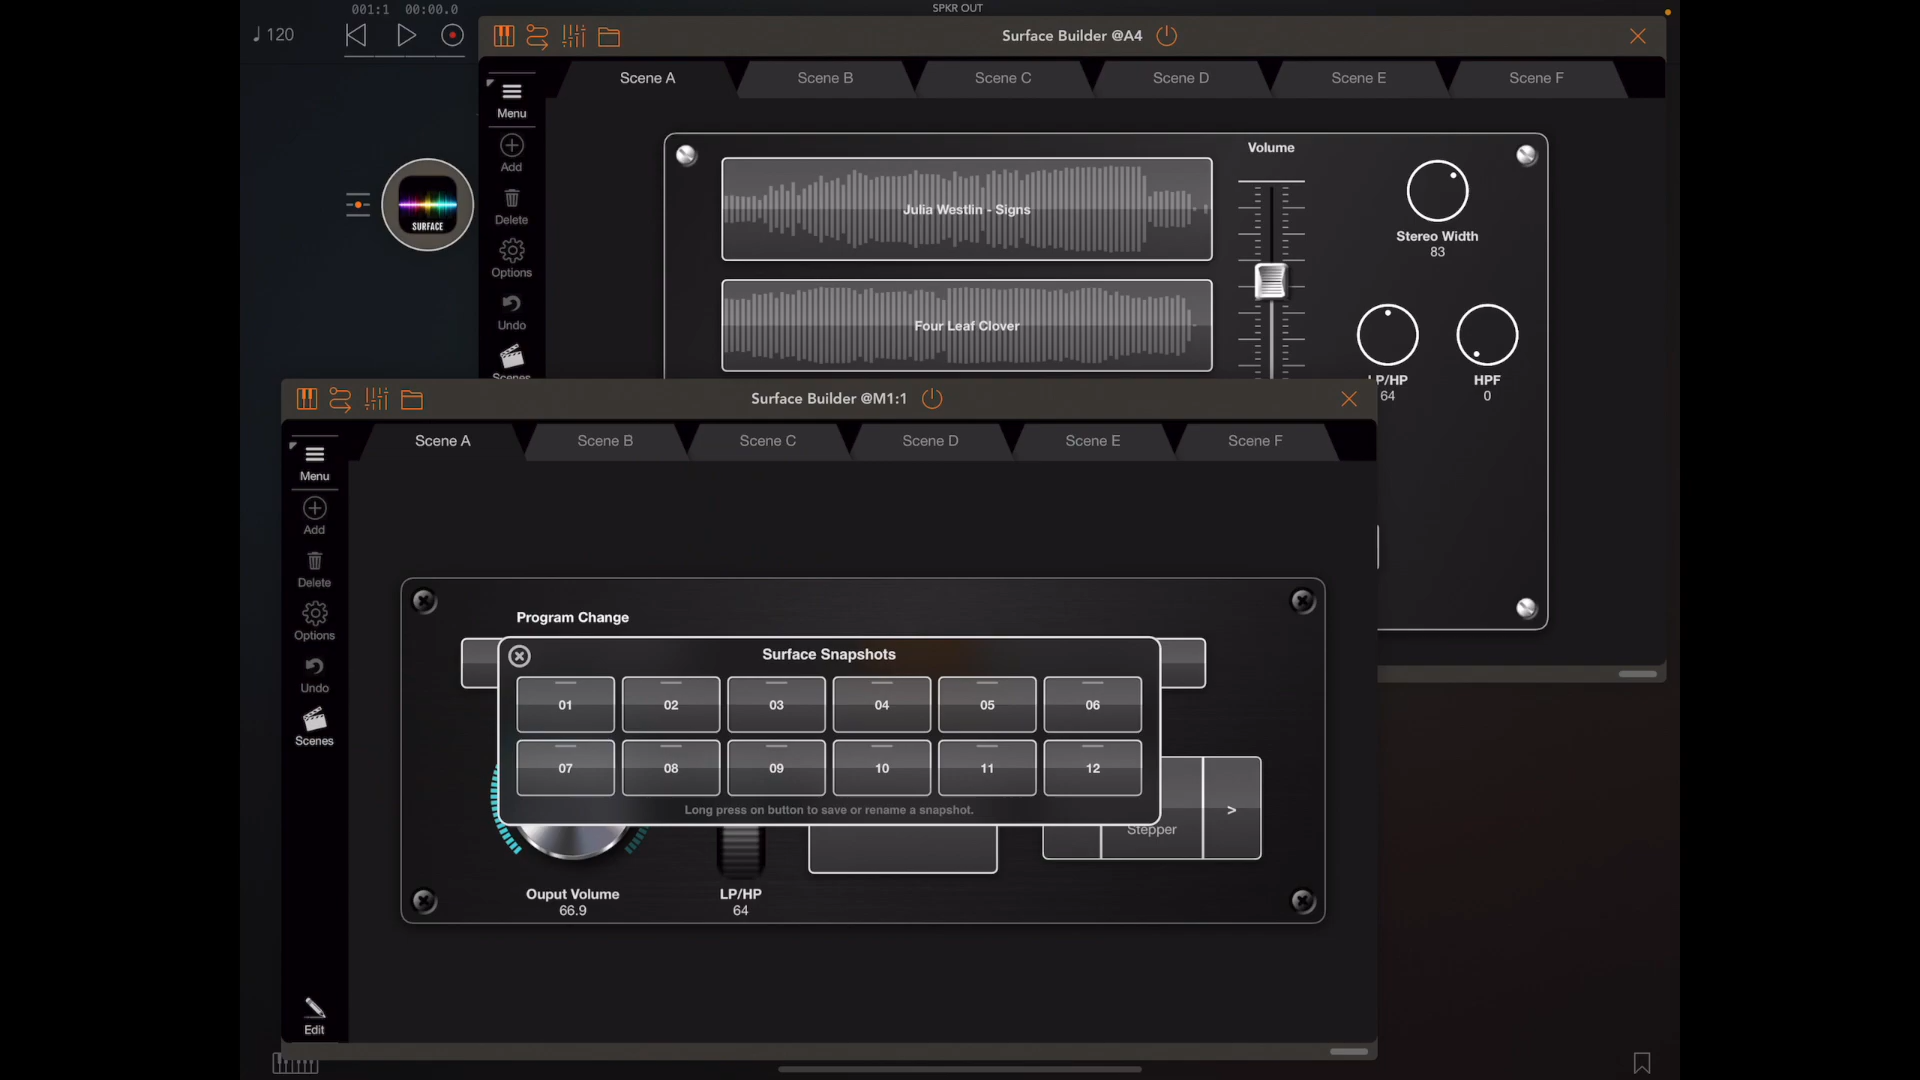 001:1 00:00.0
SPKR OUT
♩120
Surface Builder @A4
Scene A
Scene B
Scene C
Scene D
Scene E
Scene F
Menu
Add
Delete
Options
Undo
Scenes
SURFACE
Julia Westlin - Signs
Four Leaf Clover
Volume
Stereo Width
83
LP/HP
64
HPF
0
Surface Builder @M1:1
Scene A
Scene B
Scene C
Scene D
Scene E
Scene F
Menu
Add
Delete
Options
Undo
Scenes
Edit
Program Change
Surface Snapshots
01 02 03 04 05 06
07 08 09 10 11 12
Long press on button to save or rename a snapshot.
Stepper
>
Ouput Volume
66.9
LP/HP
64